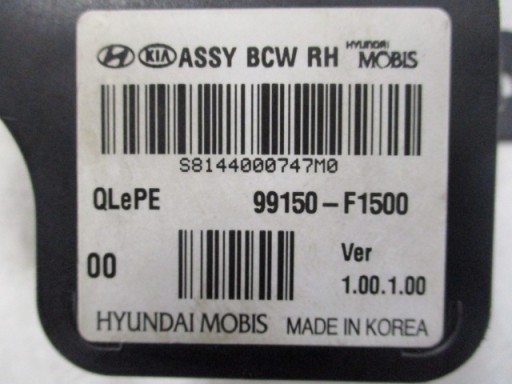 KIA ASSY BCW RH HYUNDAI MOBIS
S8144000747M0
QLePE 99150-F1500
00 Ver
1.00.1.00
HYUNDAI MOBIS MADE IN KOREA